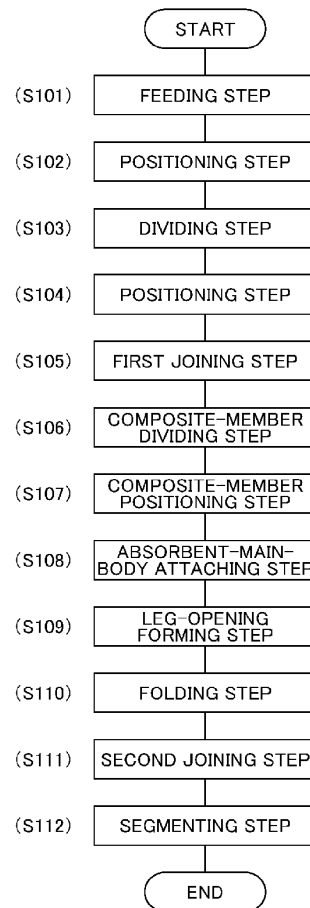 START
(S101) FEEDING STEP
(S102) POSITIONING STEP
(S103) DIVIDING STEP
(S104) POSITIONING STEP
(S105) FIRST JOINING STEP
(S106) COMPOSITE-MEMBER
DIVIDING STEP
(S107) COMPOSITE-MEMBER
POSITIONING STEP
(S108) ABSORBENT-MAIN-
BODY ATTACHING STEP
(S109) LEG-OPENING
FORMING STEP
(S110) FOLDING STEP
(S111) SECOND JOINING STEP
(S112) SEGMENTING STEP
END